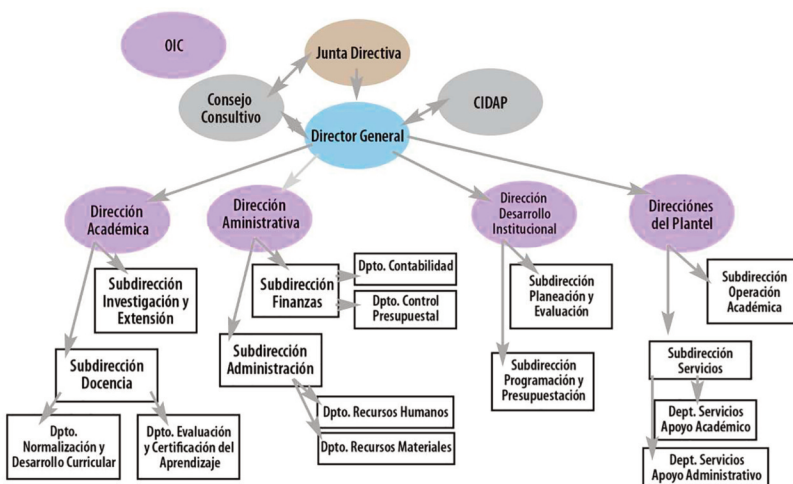 OIC
Junta Directiva
Consejo
Consultivo
CIDAP
Director General
Dirección
Académica
Dirección
Aministrativa
Dirección
Desarrollo
Institucional
Direcciónes
del Plantel
Subdirección
Investigación y
Extensión
Subdirección
Finanzas
Dpto. Contabilidad
Dpto. Control
Presupuestal
Subdirección
Planeación y
Evaluación
Subdirección
Operación
Académica
Subdirección
Docencia
Subdirección
Administración
Subdirección
Programación y
Presupuestación
Subdirección
Servicios
Dpto.
Normalización y
Desarrollo Curricular
Dpto. Evaluación
y Certificación del
Aprendizaje
Dpto. Recursos Humanos
Dpto. Recursos Materiales
Dept. Servicios
Apoyo Académico
Dept. Servicios
Apoyo Administrativo